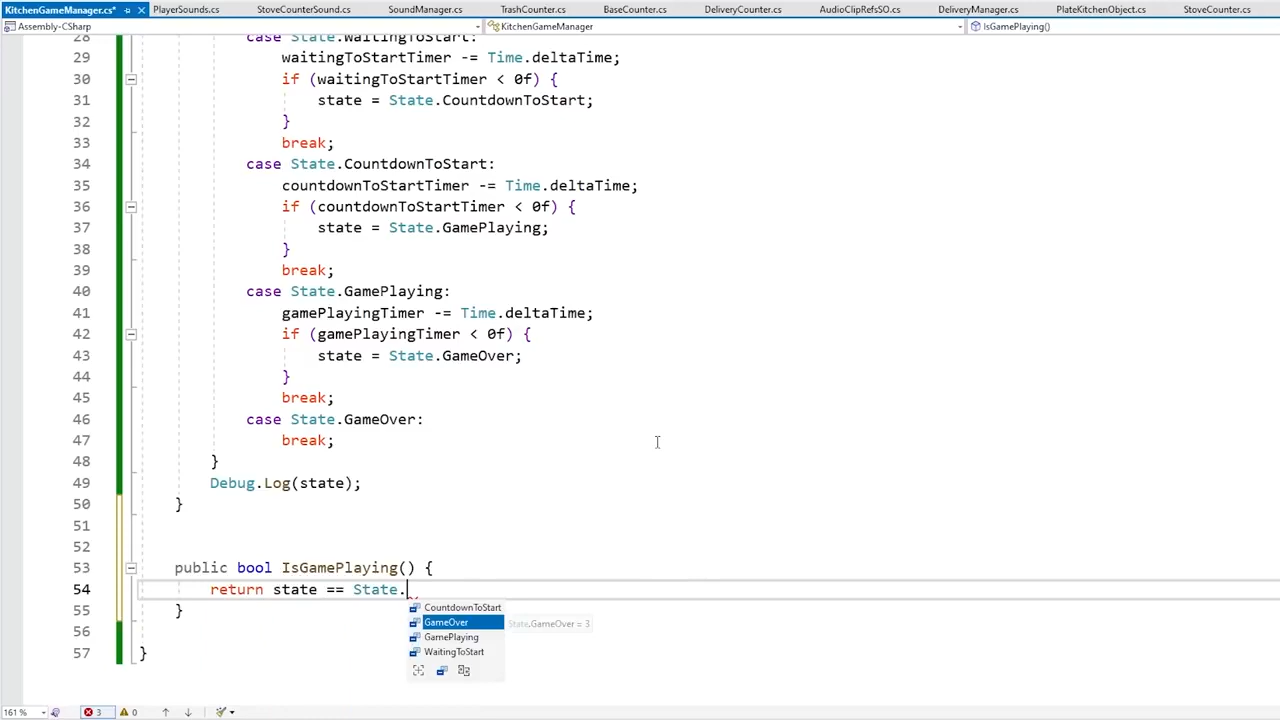 KitchenGameManager.cs* PlayerSounds.cs StoveCounterSound.cs SoundManager.cs TrashCounter.cs BaseCounter.cs DeliveryCounter.cs AudioClipRefsSO.cs DeliveryManager.cs PlateKitchenObject.cs StoveCounter.cs
Assembly-CSharp KitchenGameManager IsGamePlaying()
28 case State.WaitingToStart:
29 waitingToStartTimer -= Time.deltaTime;
30 if (waitingToStartTimer < 0f) {
31 state = State.CountdownToStart;
32 }
33 break;
34 case State.CountdownToStart:
35 countdownToStartTimer -= Time.deltaTime;
36 if (countdownToStartTimer < 0f) {
37 state = State.GamePlaying;
38 }
39 break;
40 case State.GamePlaying:
41 gamePlayingTimer -= Time.deltaTime;
42 if (gamePlayingTimer < 0f) {
43 state = State.GameOver;
44 }
45 break;
46 case State.GameOver:
47 break;
48 }
49 Debug.Log(state);
50 }
51
52
53 public bool IsGamePlaying() {
54 return state == State.
55 }
56
57 }
CountdownToStart
GameOver State.GameOver = 3
GamePlaying
WaitingToStart
161 % 3 0